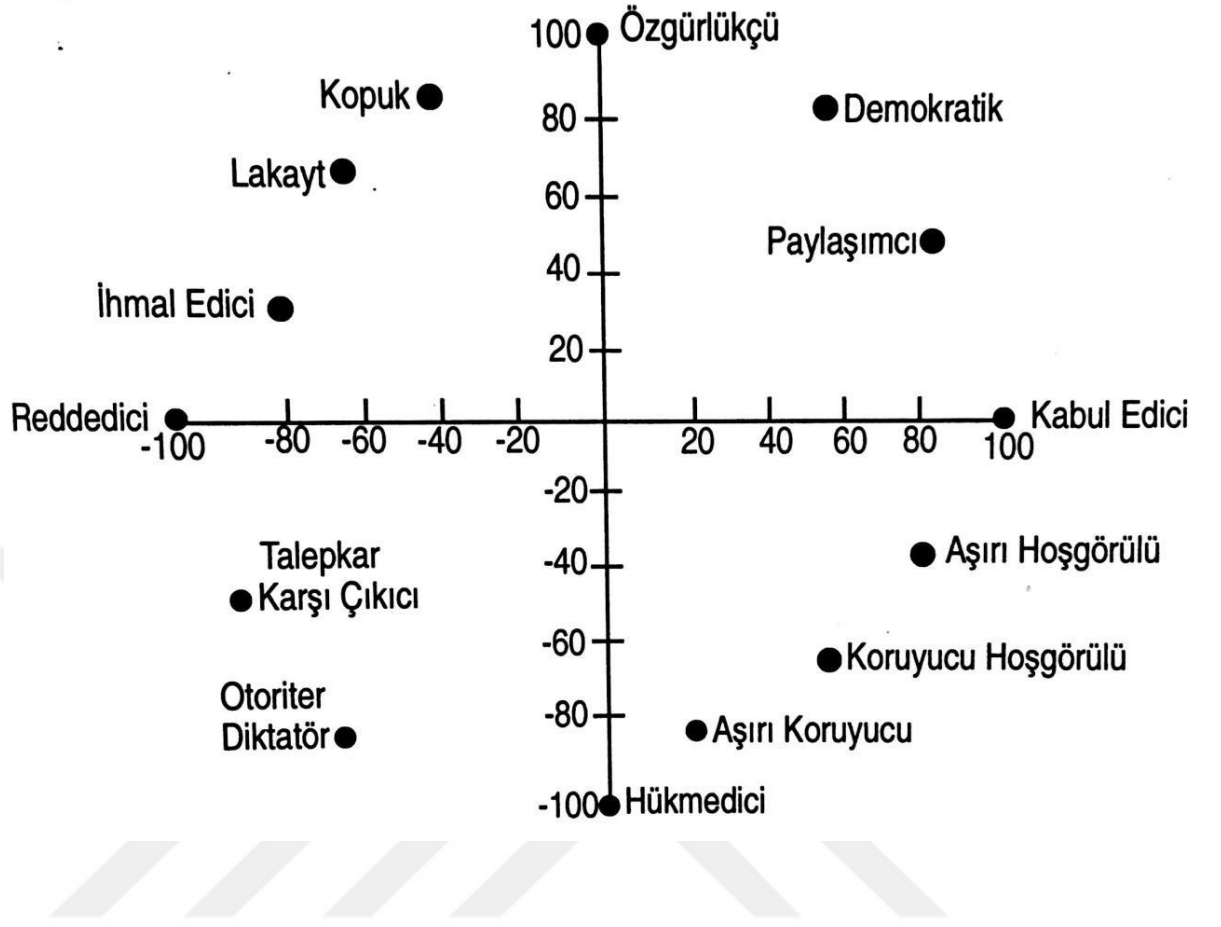 100 Özgürlükçü
Kopuk
Demokratik
80
Lakayt
60
Paylaşımcı
40
İhmal Edici
20
Reddedici
Kabul Edici
-100 -80 -60 -40 -20 20 40 60 80 100
-20
Talepkar
Karşı Çıkıcı
-40
Aşırı Hoşgörülü
-60
Koruyucu Hoşgörülü
Otoriter
Diktatör
-80
Aşırı Koruyucu
-100 Hükmedici